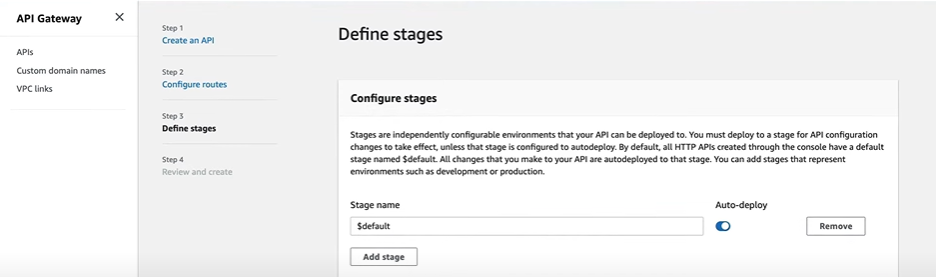 API Gateway
APIs
Custom domain names
VPC links
Step 1
Create an API
Step 2
Configure routes
Step 3
Define stages
Step 4
Review and create
Define stages
Configure stages
Stages are independently configurable environments that your API can be deployed to. You must deploy to a stage for API configuration
changes to take effect, unless that stage is configured to autodeploy. By default, all HTTP APIs created through the console have a default
stage named $default. All changes that you make to your API are autodeployed to that stage. You can add stages that represent
environments such as development or production.
Stage name Auto-deploy
$default Remove
Add stage